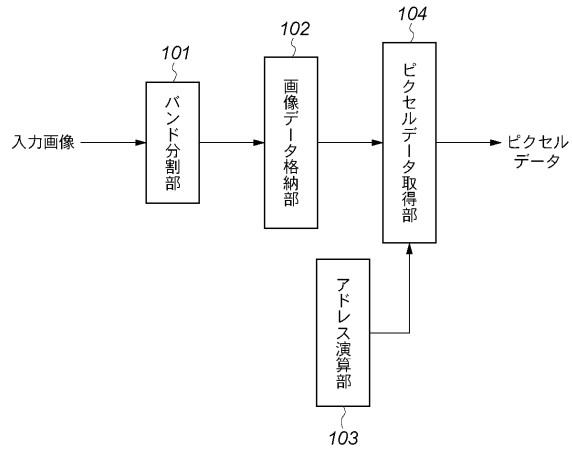 入力画像
101
バンド分割部
102
画像データ格納部
104
ピクセルデータ取得部
ピクセル
データ
アドレス演算部
103